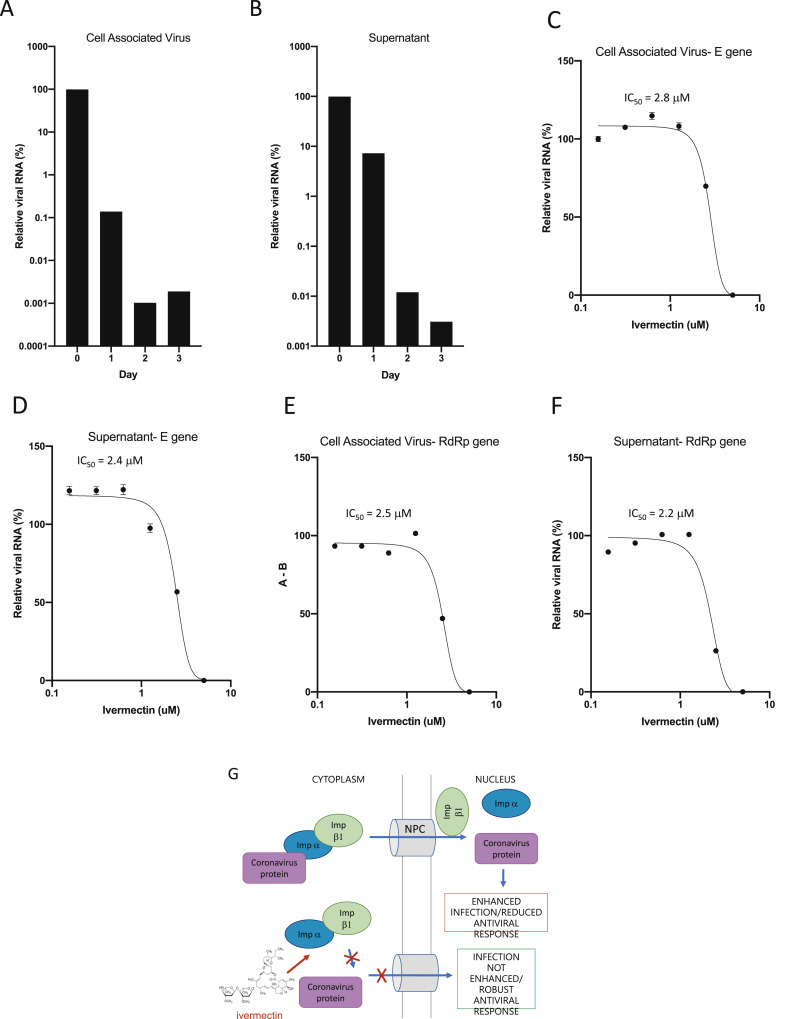 A
Cell Associated Virus
Relative viral RNA (%)
1000
100
10
1
0.1
0.01
0.001
0.0001
0 1 2 3
Day
B
Supernatant
Relative viral RNA (%)
1000
100
10
1
0.1
0.01
0.001
0 1 2 3
Day
C
Cell Associated Virus- E gene
IC50 = 2.8 µM
Relative viral RNA (%)
150
100
50
0
0.1 1 10
Ivermectin (uM)
D
Supernatant- E gene
IC50 = 2.4 µM
Relative viral RNA (%)
150
100
50
0
0.1 1 10
Ivermectin (uM)
E
Cell Associated Virus- RdRp gene
IC50 = 2.5 µM
A - B
150
100
50
0
0.1 1 10
Ivermectin (uM)
F
Supernatant- RdRp gene
IC50 = 2.2 µM
Relative viral RNA (%)
150
100
50
0
0.1 1 10
Ivermectin (uM)
G
CYTOPLASM
NUCLEUS
Imp
β1
Imp α
Coronavirus
protein
NPC
Imp
β1
Imp α
Coronavirus
protein
ENHANCED
INFECTION/REDUCED
ANTIVIRAL
RESPONSE
Imp
β1
Imp α
Coronavirus
protein
ivermectin
INFECTION
NOT
ENHANCED/
ROBUST
ANTIVIRAL
RESPONSE